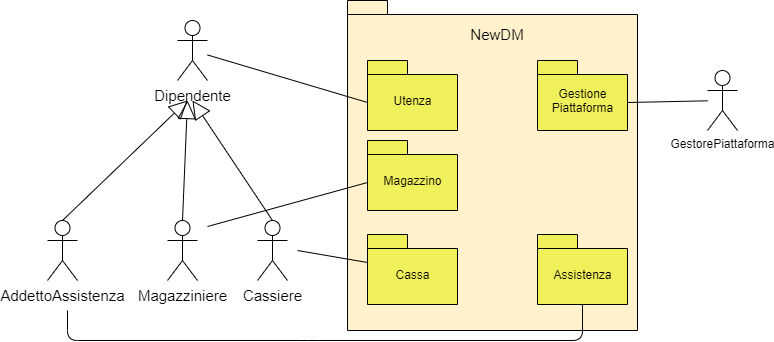 NewDM
Dipendente
Utenza
Gestione
Piattaforma
GestorePiattaforma
Magazzino
AddettoAssistenza
Magazziniere
Cassiere
Cassa
Assistenza